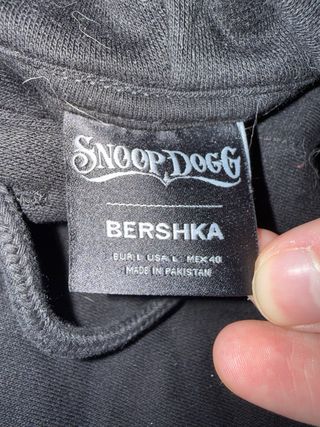 SNOOP DOGG
BERSHKA
EUR L USA L MEX 40
MADE IN PAKISTAN